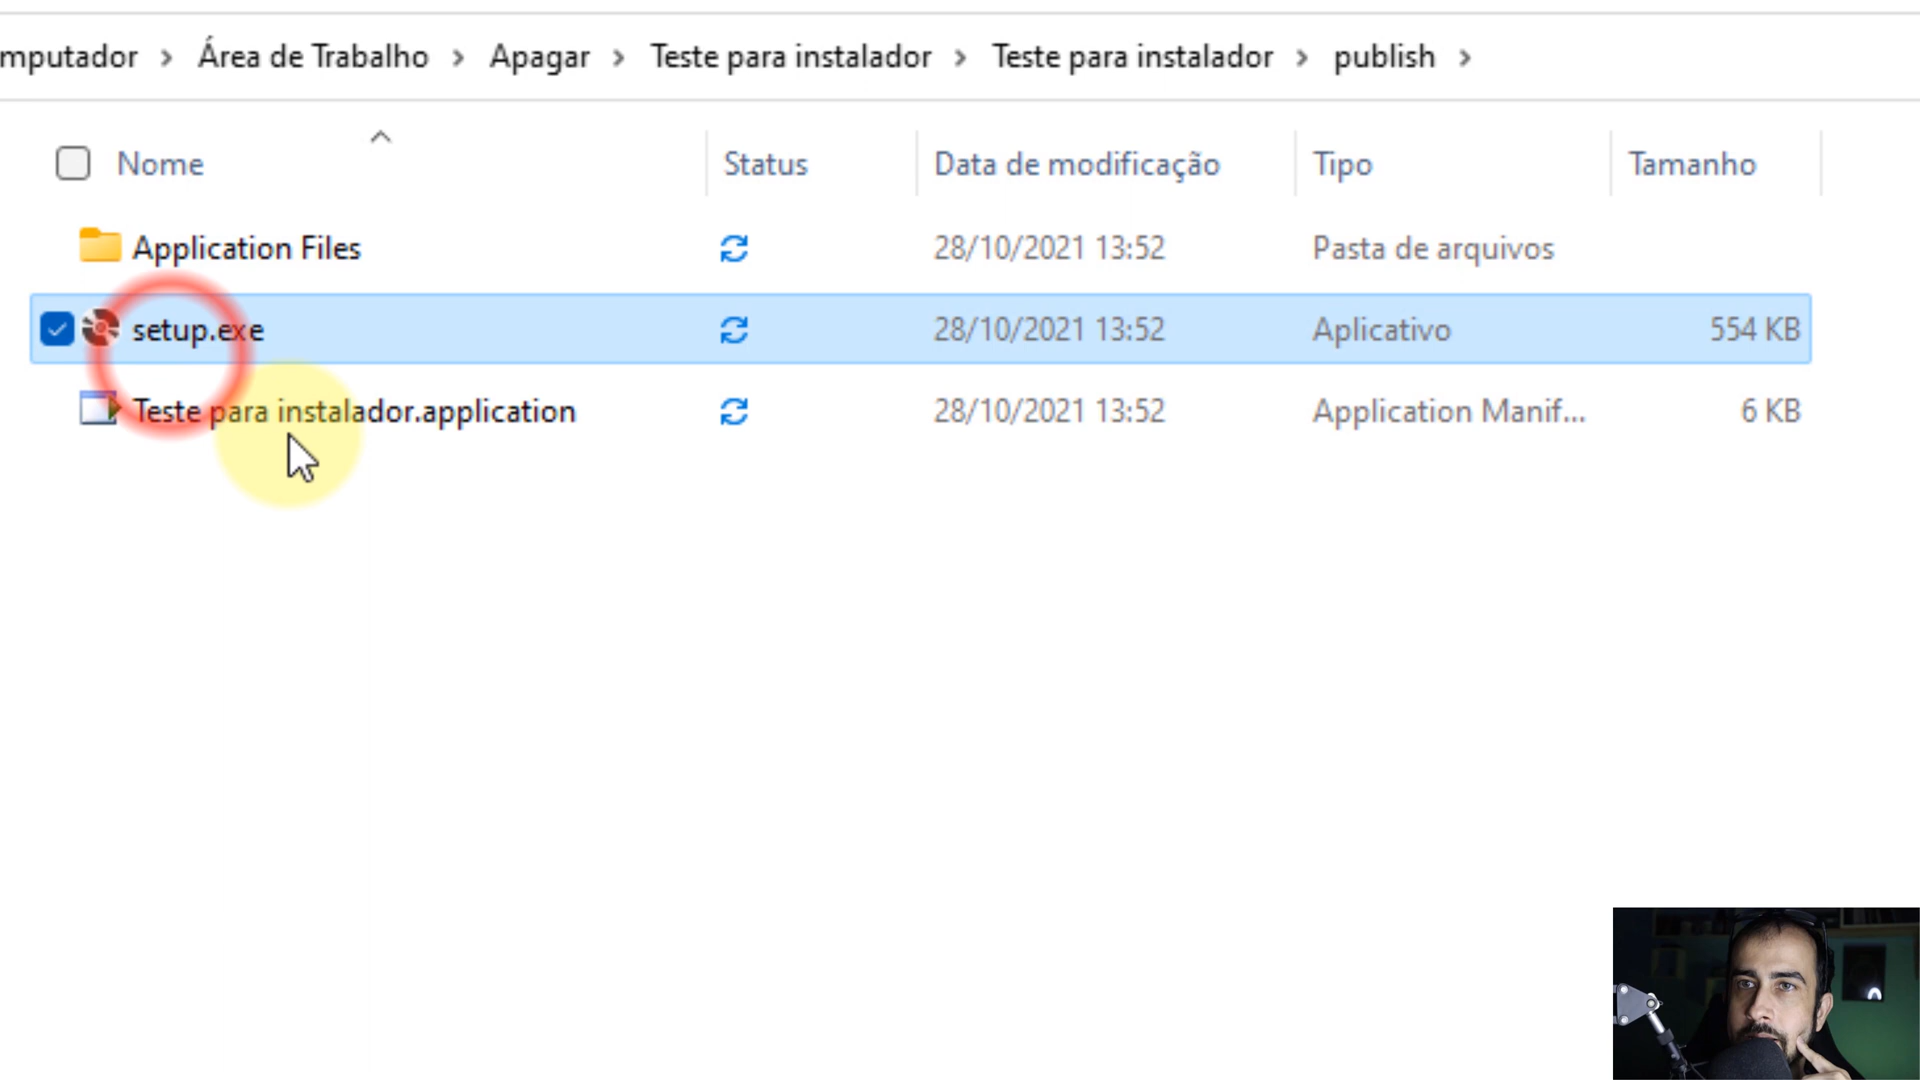 mputador > Área de Trabalho > Apagar > Teste para instalador > Teste para instalador > publish >
Nome Status Data de modificação Tipo Tamanho
Application Files 28/10/2021 13:52 Pasta de arquivos
setup.exe 28/10/2021 13:52 Aplicativo 554 KB
Teste para instalador.application 28/10/2021 13:52 Application Manif... 6 KB